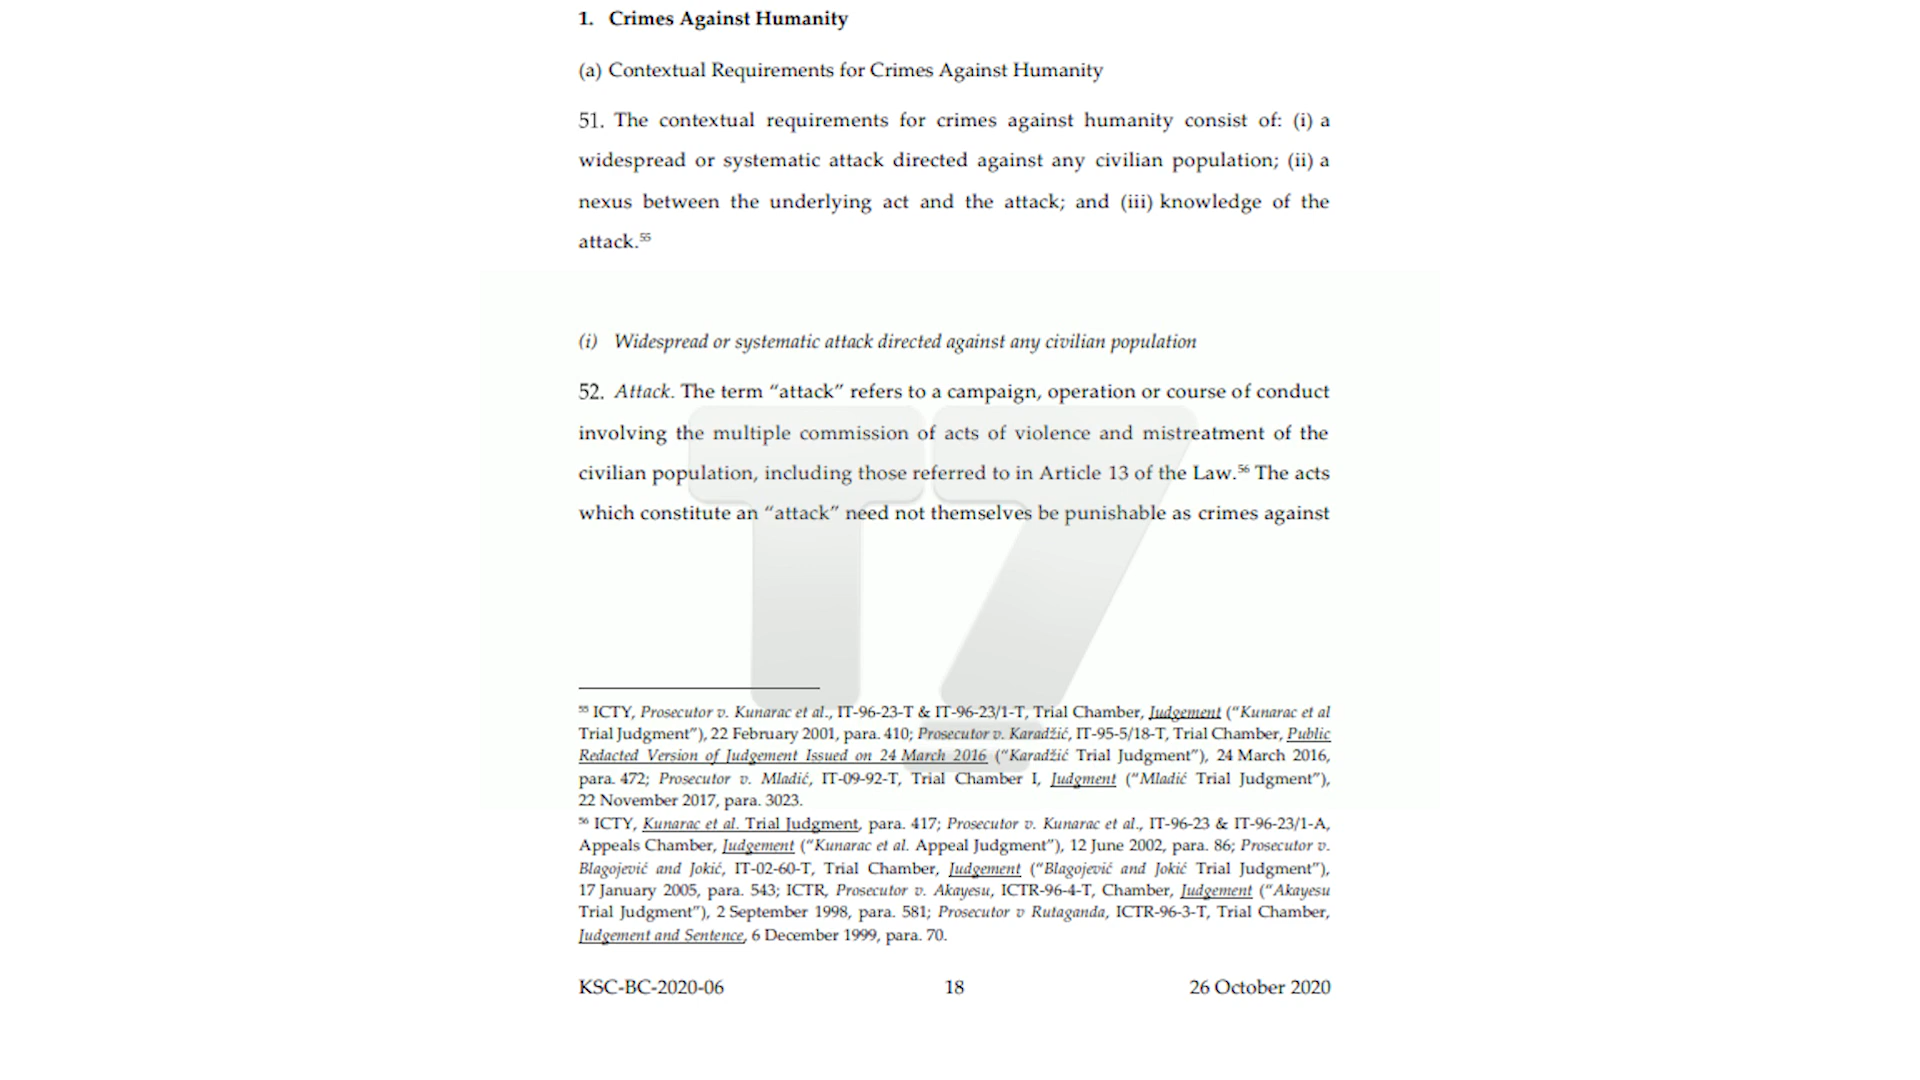 1. Crimes Against Humanity
(a) Contextual Requirements for Crimes Against Humanity
51. The contextual requirements for crimes against humanity consist of: (i) a
widespread or systematic attack directed against any civilian population; (ii) a
nexus between the underlying act and the attack; and (iii) knowledge of the
attack.55
(i) Widespread or systematic attack directed against any civilian population
52. Attack. The term “attack” refers to a campaign, operation or course of conduct
involving the multiple commission of acts of violence and mistreatment of the
civilian population, including those referred to in Article 13 of the Law.56 The acts
which constitute an “attack” need not themselves be punishable as crimes against
T7
55 ICTY, Prosecutor v. Kunarac et al., IT-96-23-T & IT-96-23/1-T, Trial Chamber, Judgement (“Kunarac et al
Trial Judgment”), 22 February 2001, para. 410; Prosecutor v. Karadžić, IT-95-5/18-T, Trial Chamber, Public
Redacted Version of Judgement Issued on 24 March 2016 (“Karadžić Trial Judgment”), 24 March 2016,
para. 472; Prosecutor v. Mladić, IT-09-92-T, Trial Chamber I, Judgment (“Mladić Trial Judgment”),
22 November 2017, para. 3023.
56 ICTY, Kunarac et al. Trial Judgment, para. 417; Prosecutor v. Kunarac et al., IT-96-23 & IT-96-23/1-A,
Appeals Chamber, Judgement (“Kunarac et al. Appeal Judgment”), 12 June 2002, para. 86; Prosecutor v.
Blagojević and Jokić, IT-02-60-T, Trial Chamber, Judgement (“Blagojević and Jokić Trial Judgment”),
17 January 2005, para. 543; ICTR, Prosecutor v. Akayesu, ICTR-96-4-T, Chamber, Judgement (“Akayesu
Trial Judgment”), 2 September 1998, para. 581; Prosecutor v Rutaganda, ICTR-96-3-T, Trial Chamber,
Judgement and Sentence, 6 December 1999, para. 70.
KSC-BC-2020-06 18 26 October 2020